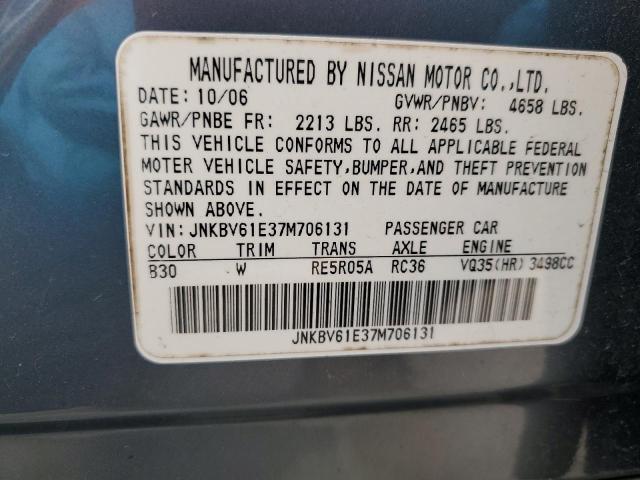 MANUFACTURED BY NISSAN MOTOR CO.,LTD.
DATE: 10/06 GVWR/PNBV: 4658 LBS.
GAWR/PNBE FR: 2213 LBS. RR: 2465 LBS.
THIS VEHICLE CONFORMS TO ALL APPLICABLE FEDERAL
MOTER VEHICLE SAFETY,BUMPER,AND THEFT PREVENTION
STANDARDS IN EFFECT ON THE DATE OF MANUFACTURE
SHOWN ABOVE.
VIN: JNKBV61E37M706131 PASSENGER CAR
COLOR TRIM TRANS AXLE ENGINE
B30 W RE5R05A RC36 VQ35(HR) 3498CC
JNKBV61E37M706131